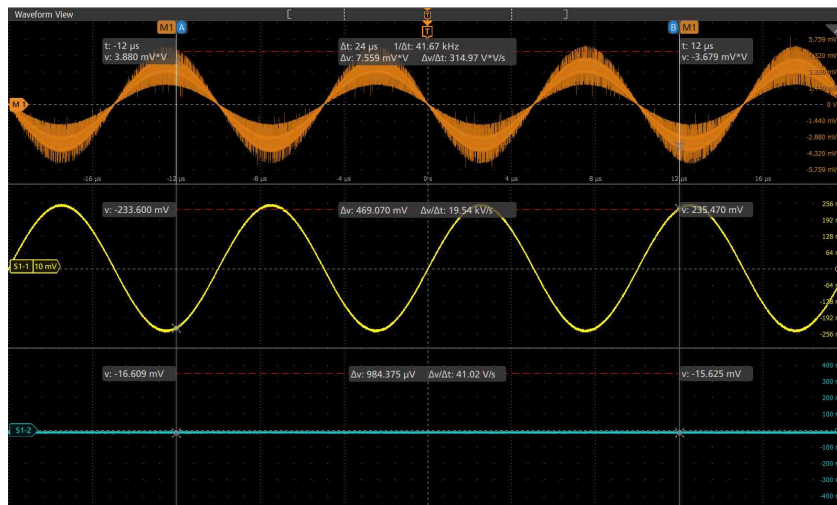 Waveform View
M1 A B M1
T
t: -12 µs
v: 3.880 mV*V
Δt: 24 µs 1/Δt: 41.67 kHz
Δv: 7.559 mV*V Δv/Δt: 314.97 V*V/s
t: 12 µs
v: -3.679 mV*V
5.759 mV
M 1
0 V
-1.440 mV
-2.880 mV
-4.320 mV
-5.759 mV
-16 µs -12 µs -8 µs -4 µs 0 s 4 µs 8 µs 12 µs 16 µs
v: -233.600 mV
Δv: 469.070 mV Δv/Δt: 19.54 kV/s
v: 235.470 mV
256 m
192 m
128 m
64 m
S1-1 10 mV
-64 m
-128 m
-192 m
-256 m
v: -16.609 mV
Δv: 984.375 µV Δv/Δt: 41.02 V/s
v: -15.625 mV
400 m
300 m
200 m
100 m
S1-2
-100 m
-200 m
-300 m
-400 m